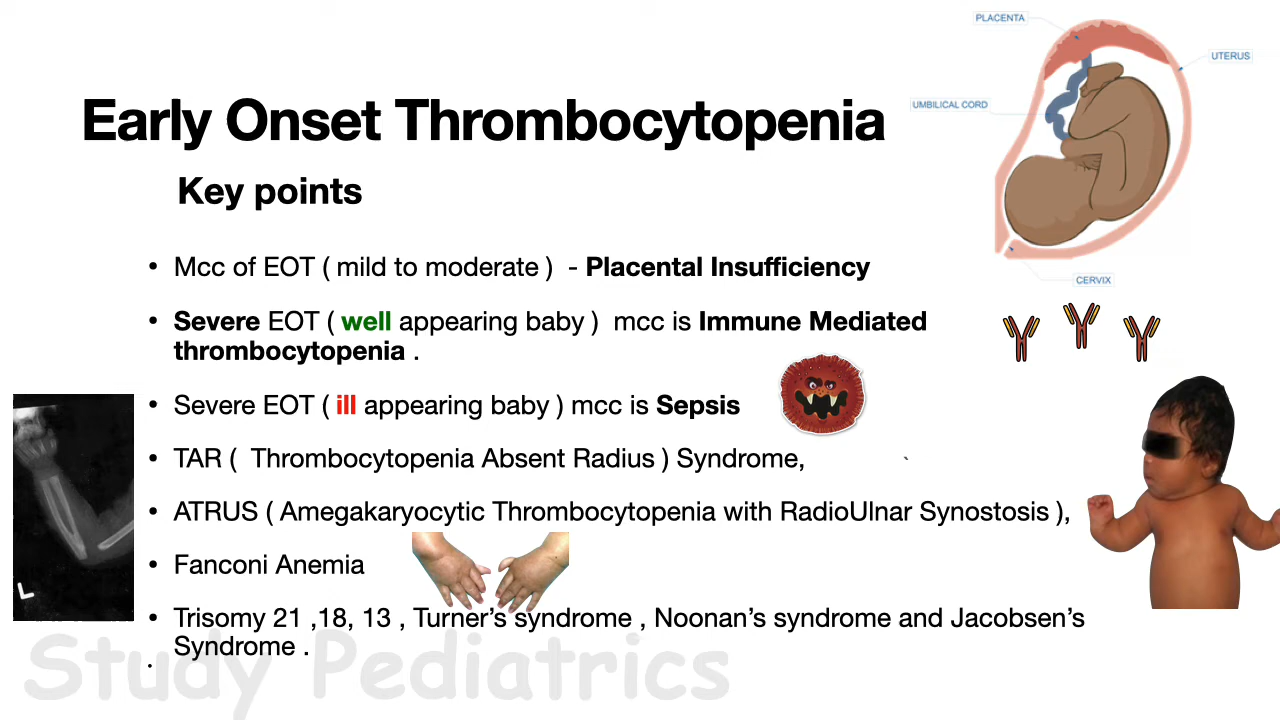 PLACENTA
UTERUS
UMBILICAL CORD
Early Onset Thrombocytopenia
Key points
• Mcc of EOT ( mild to moderate ) - Placental Insufficiency
CERVIX
• Severe EOT ( well appearing baby ) mcc is Immune Mediated
thrombocytopenia .
• Severe EOT ( ill appearing baby ) mcc is Sepsis
• TAR ( Thrombocytopenia Absent Radius ) Syndrome,
• ATRUS ( Amegakaryocytic Thrombocytopenia with RadioUlnar Synostosis ),
• Fanconi Anemia
L
• Trisomy 21 ,18, 13 , Turner’s syndrome , Noonan’s syndrome and Jacobsen’s
Syndrome .
Study Pediatrics